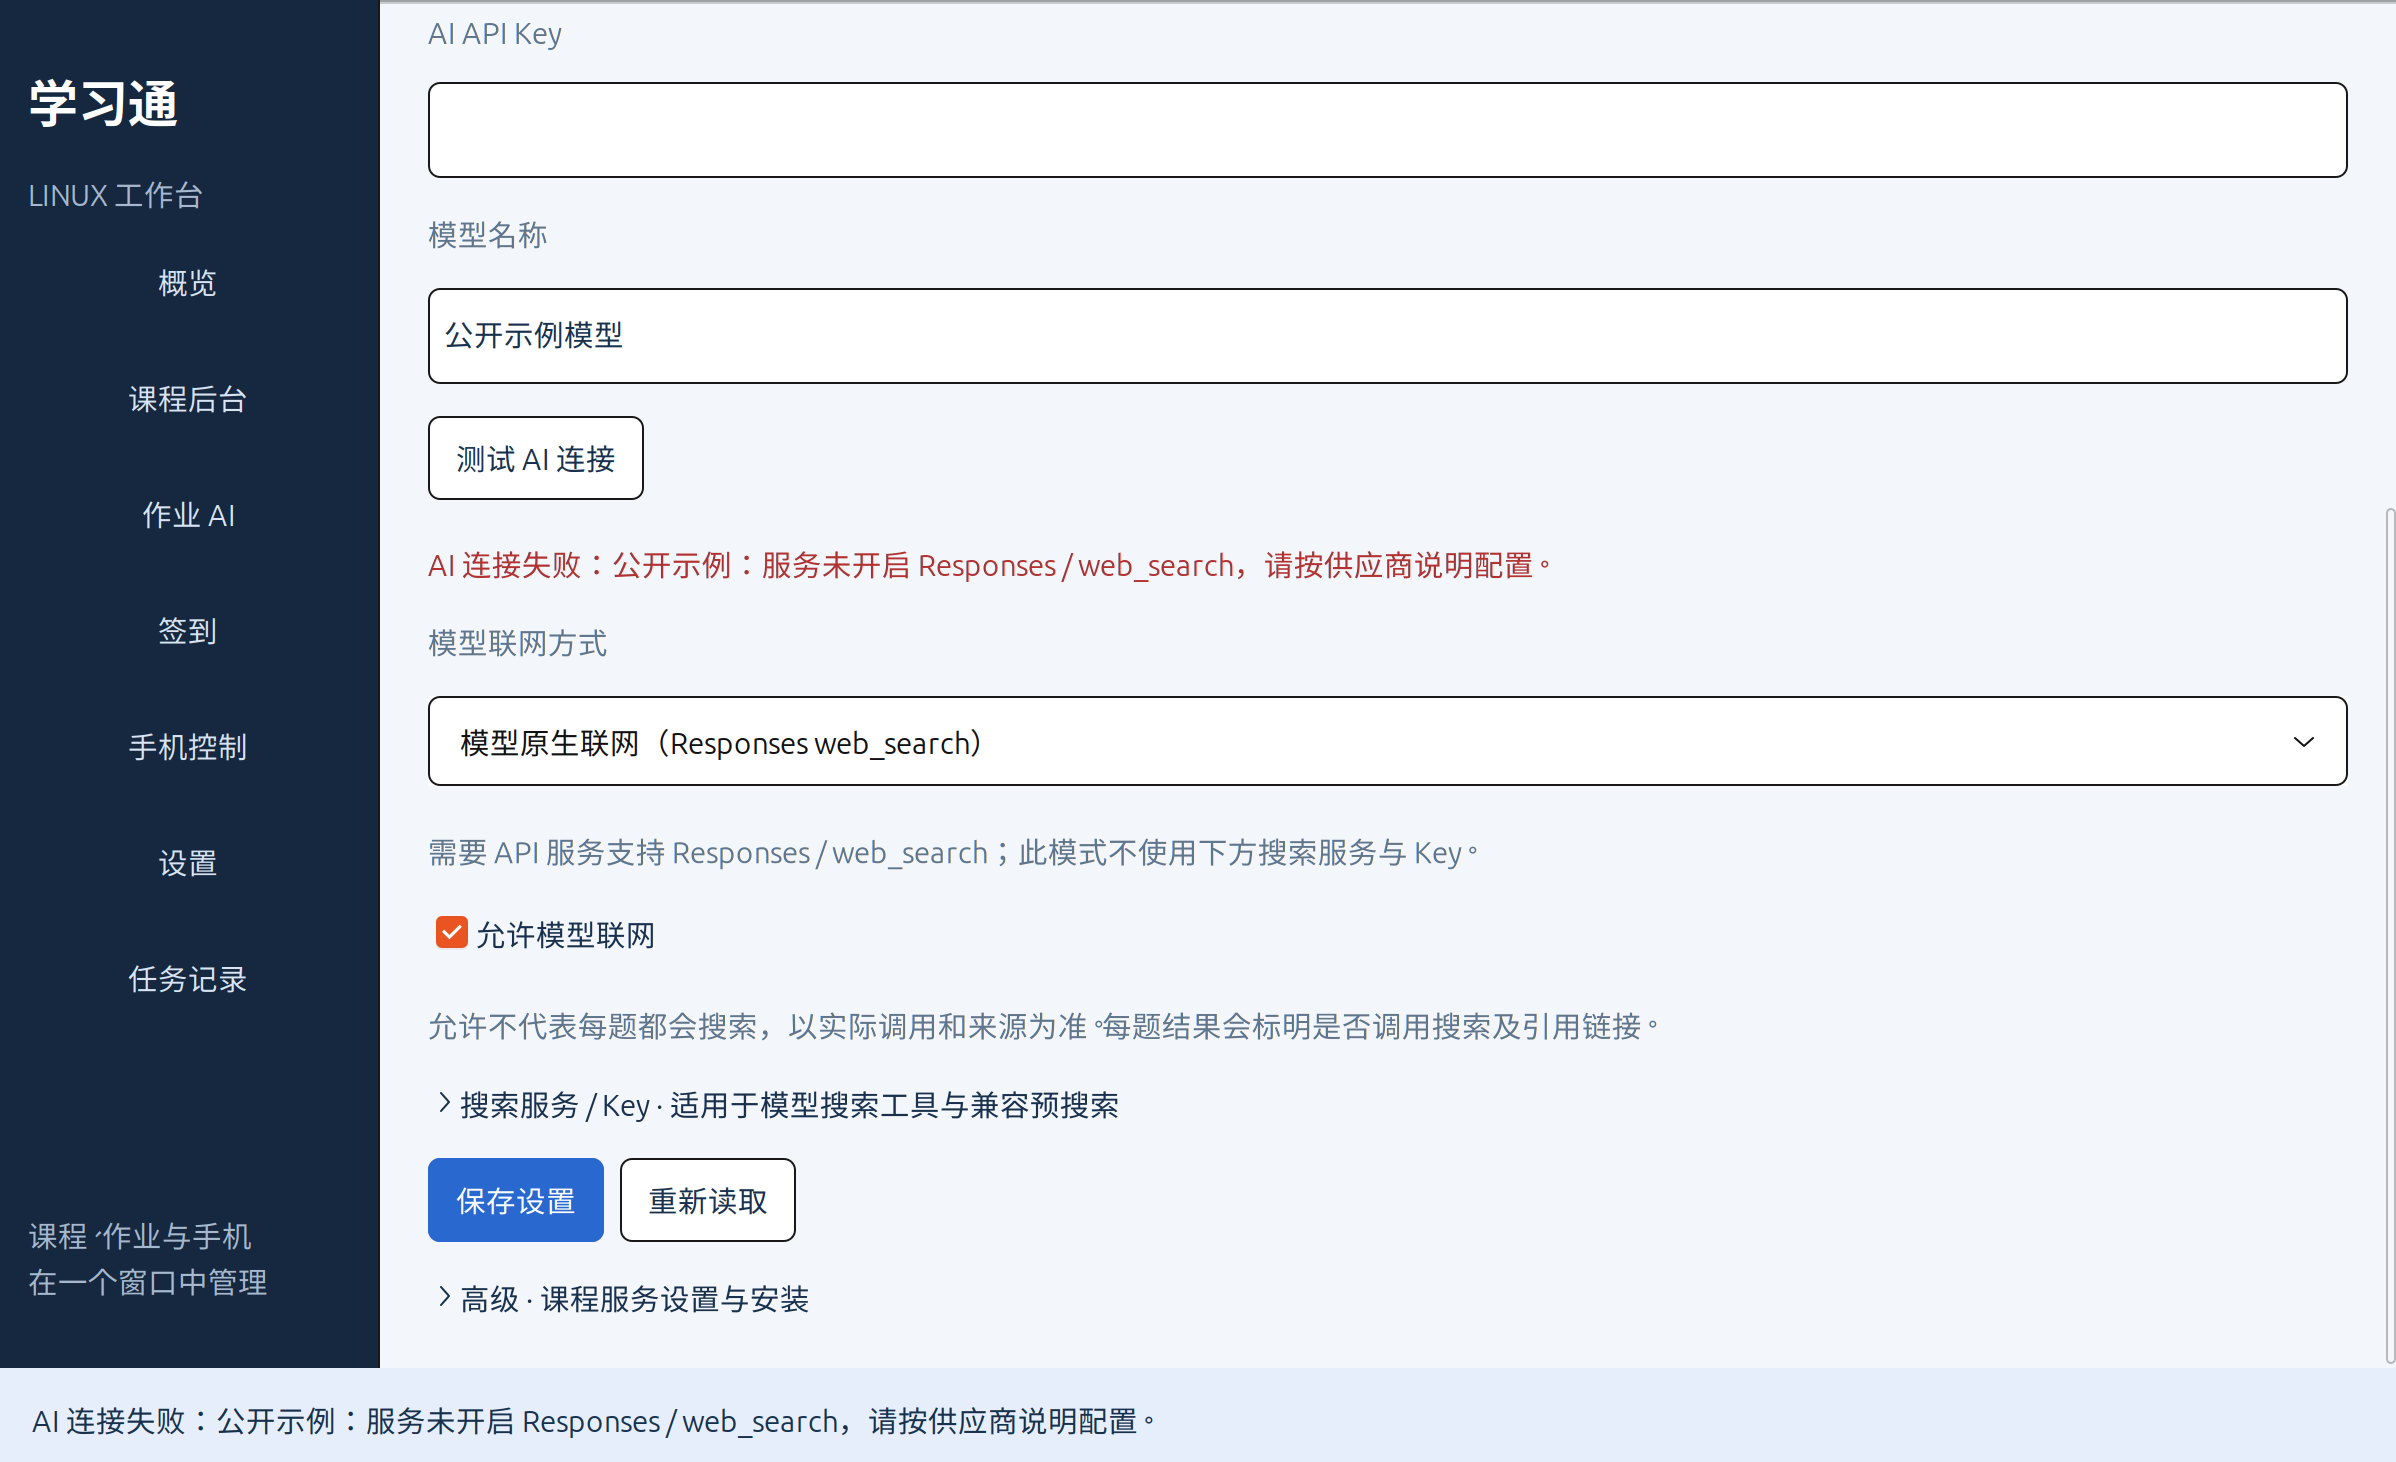 学习通
LINUX 工作台
概览
课程后台
作业 AI
签到
手机控制
设置
任务记录
课程 ·作业与手机
在一个窗口中管理
AI API Key
模型名称
公开示例模型
测试 AI 连接
AI 连接失败：公开示例：服务未开启 Responses / web_search，请按供应商说明配置。
模型联网方式
模型原生联网（Responses web_search）
需要 API 服务支持 Responses / web_search；此模式不使用下方搜索服务与 Key。
允许模型联网
允许不代表每题都会搜索，以实际调用和来源为准。每题结果会标明是否调用搜索及引用链接。
搜索服务 / Key · 适用于模型搜索工具与兼容预搜索
保存设置
重新读取
高级 · 课程服务设置与安装
AI 连接失败：公开示例：服务未开启 Responses / web_search，请按供应商说明配置。